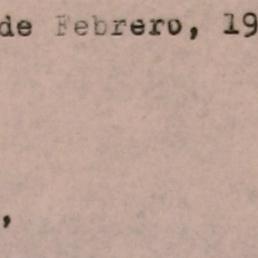 de Febrero, 19
,